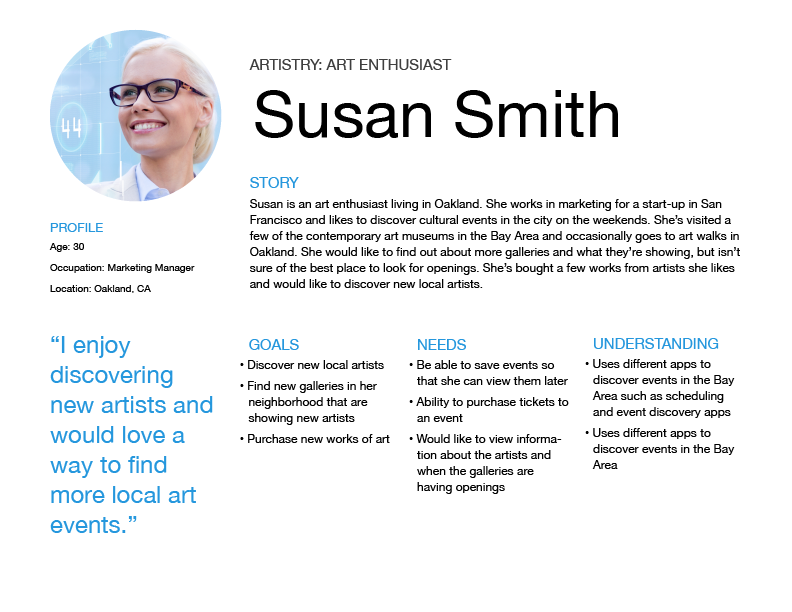 ARTISTRY: ART ENTHUSIAST
Susan Smith
44
PROFILE
Age: 30
Occupation: Marketing Manager
Location: Oakland, CA
STORY
Susan is an art enthusiast living in Oakland. She works in marketing for a start-up in San
Francisco and likes to discover cultural events in the city on the weekends. She’s visited a
few of the contemporary art museums in the Bay Area and occasionally goes to art walks in
Oakland. She would like to find out about more galleries and what they’re showing, but isn’t
sure of the best place to look for openings. She’s bought a few works from artists she likes
and would like to discover new local artists.
“I enjoy
discovering
new artists and
would love a
way to find
more local art
events.”
GOALS
• Discover new local artists
• Find new galleries in her
neighborhood that are
showing new artists
• Purchase new works of art
NEEDS
• Be able to save events so
that she can view them later
• Ability to purchase tickets to
an event
• Would like to view informa-
tion about the artists and
when the galleries are
having openings
UNDERSTANDING
• Uses different apps to
discover events in the Bay
Area such as scheduling
and event discovery apps
• Uses different apps to
discover events in the Bay
Area